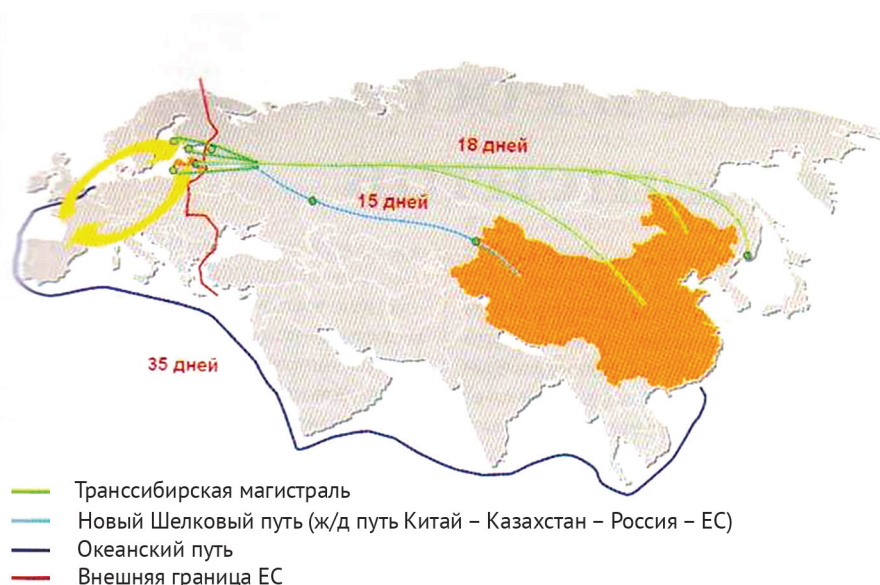 18 дней
15 дней
35 дней
Транссибирская магистраль
Новый Шелковый путь (ж/д путь Китай – Казахстан – Россия – ЕС)
Океанский путь
Внешняя граница ЕС